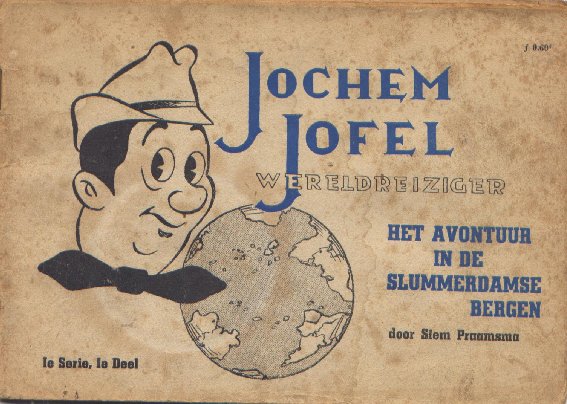 f 0.60
JOCHEM
JOFEL
WERELDREIZIGER
HET AVONTUUR
IN DE
SLUMMERDAMSE
BERGEN
door Siem Praamsma
1e Serie, 1e Deel